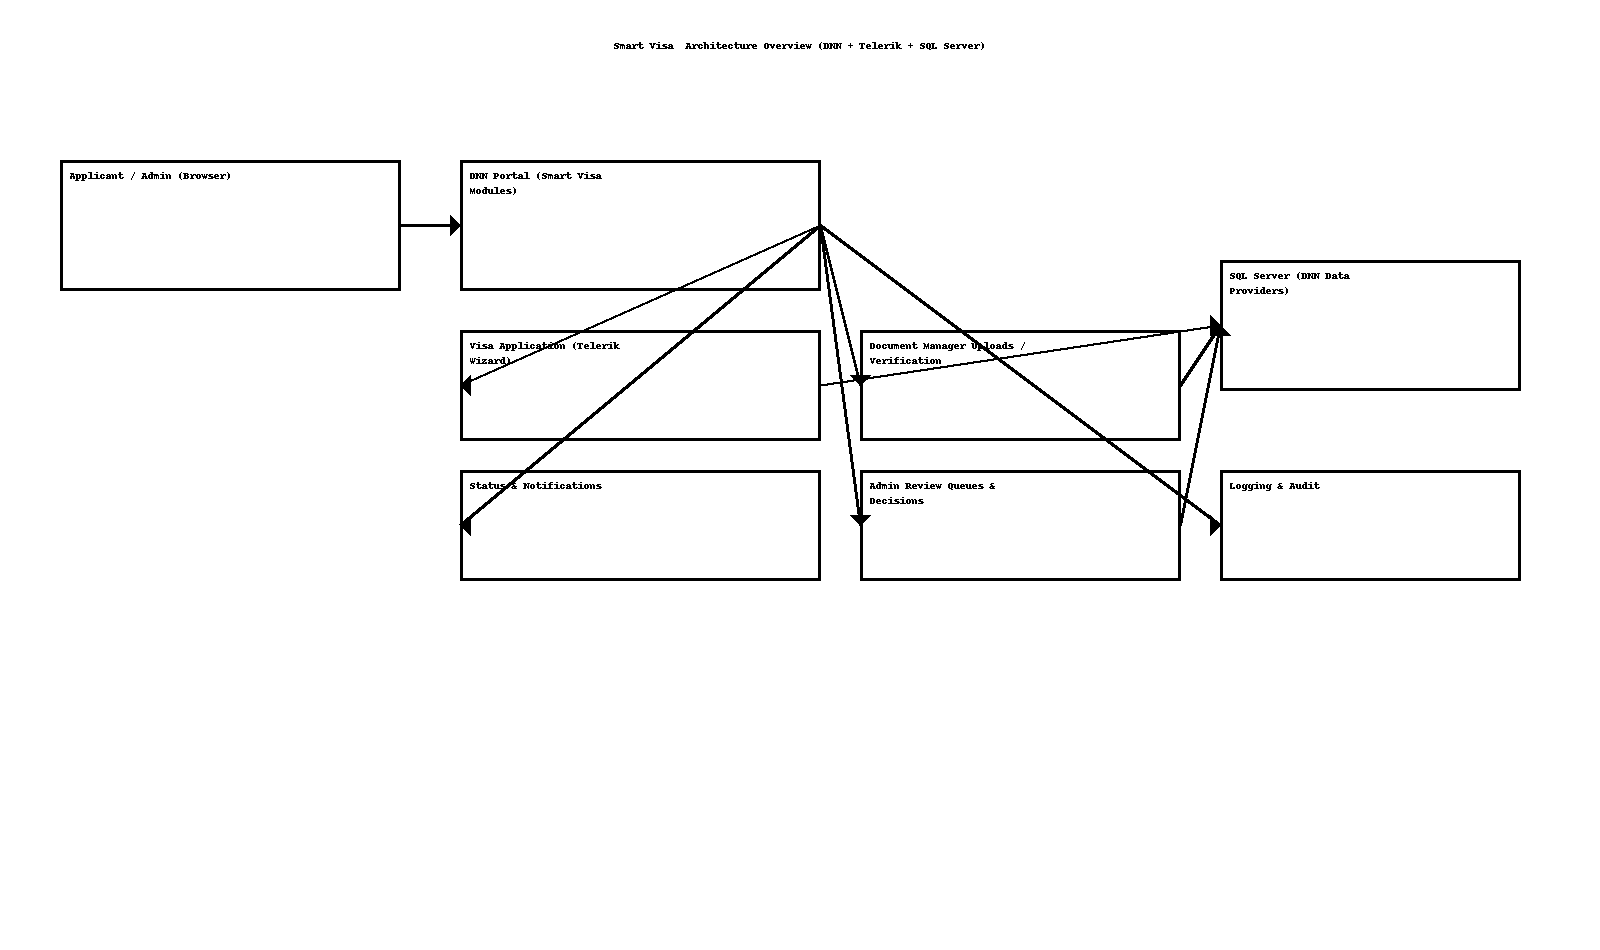 Smart Visa  Architecture Overview (DNN + Telerik + SQL Server)
Applicant / Admin (Browser)
DNN Portal (Smart Visa
Modules)
SQL Server (DNN Data
Providers)
Visa Application (Telerik
Wizard)
Document Manager Uploads /
Verification
Status & Notifications
Admin Review Queues &
Decisions
Logging & Audit